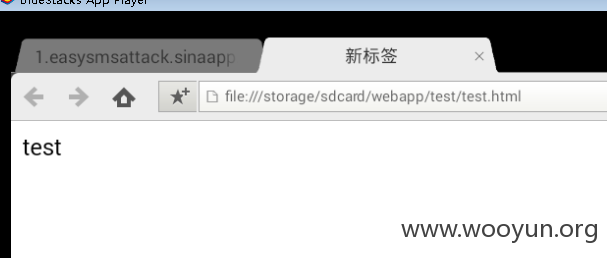 BlueStacks App Player
1.easysmsattack.sinaapp
新标签
file:///storage/sdcard/webapp/test/test.html
test
www.wooyun.org